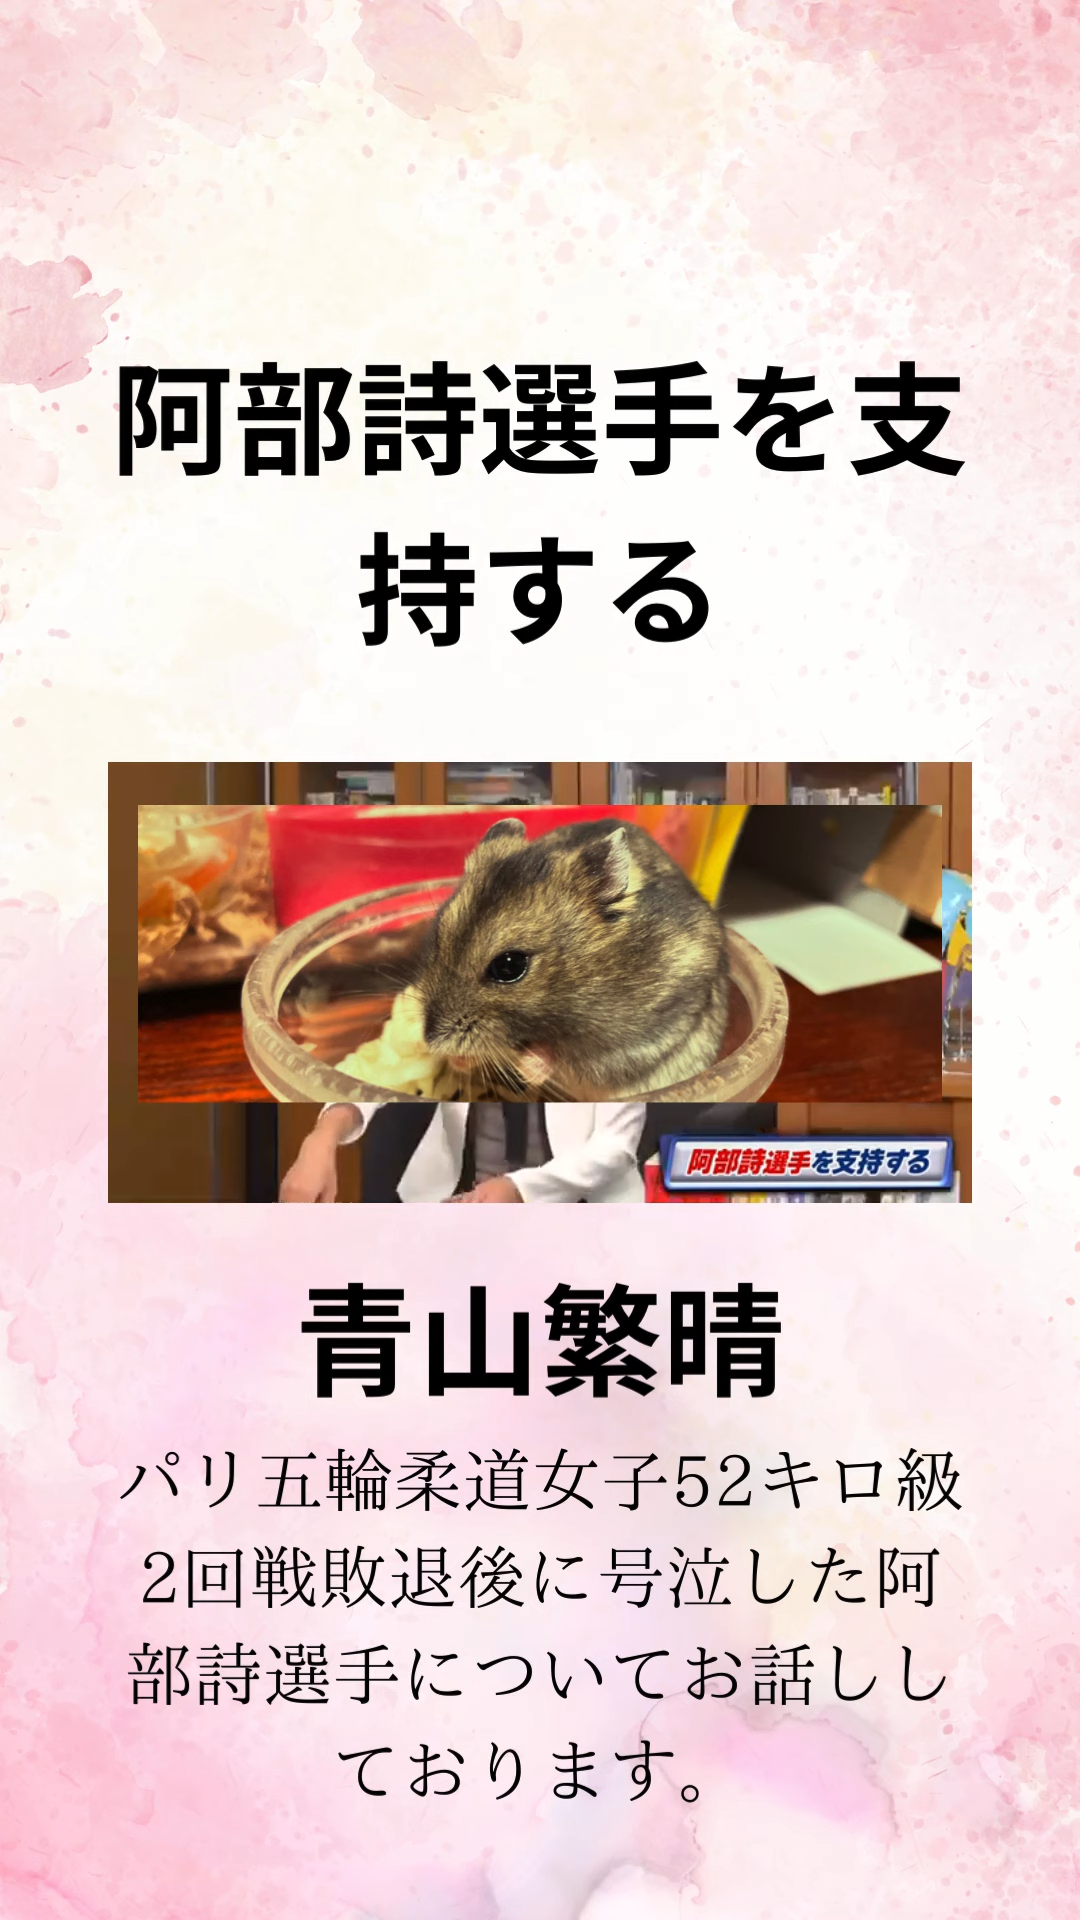 阿部詩選手を支
持する
阿部詩選手を支持する
青山繁晴
パリ五輪柔道女子52キロ級
2回戦敗退後に号泣した阿
部詩選手についてお話しし
ております。